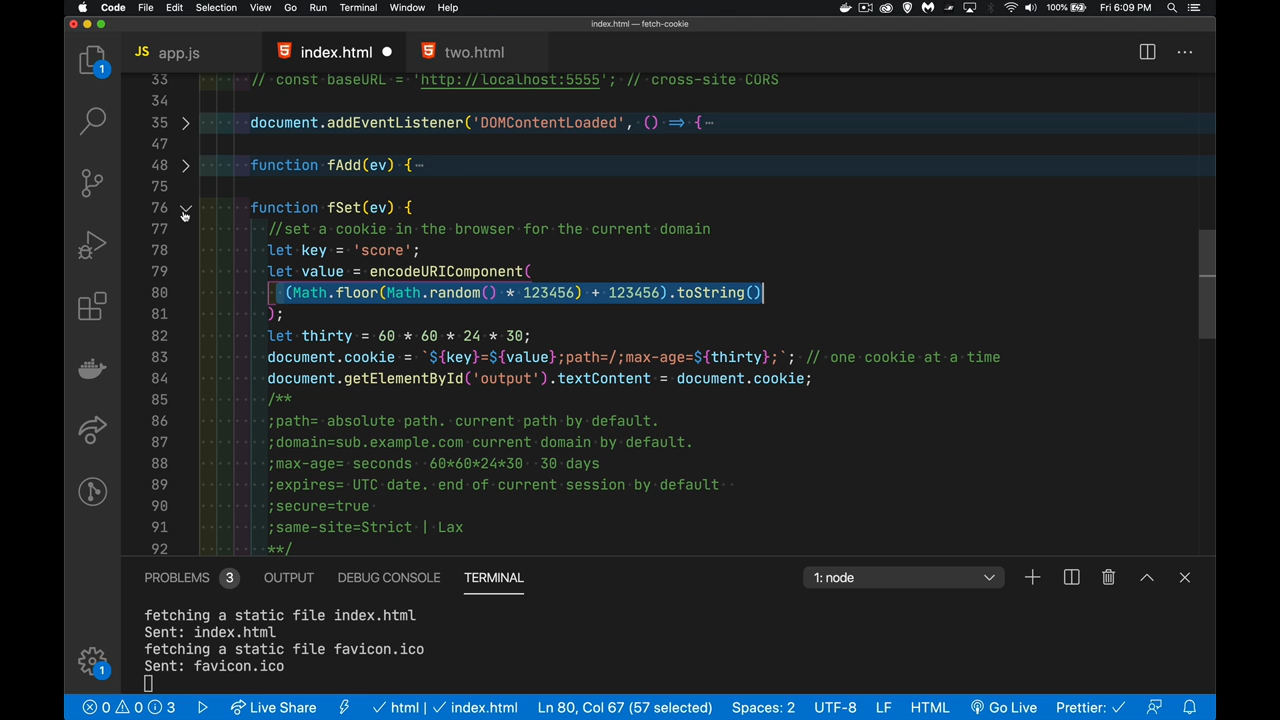 Code File Edit Selection View Go Run Terminal Window Help 100% Fri 6:09 PM
index.html — fetch-cookie
JS app.js index.html two.html
1
33 // const baseURL = 'http://localhost:5555'; // cross-site CORS
34
35 document.addEventListener('DOMContentLoaded', () => {…
47
48 function fAdd(ev) {…
75
76 function fSet(ev) {
77 //set a cookie in the browser for the current domain
78 let key = 'score';
79 let value = encodeURIComponent(
80 (Math.floor(Math.random() * 123456) + 123456).toString()
81 );
82 let thirty = 60 * 60 * 24 * 30;
83 document.cookie = `${key}=${value};path=/;max-age=${thirty};`; // one cookie at a time
84 document.getElementById('output').textContent = document.cookie;
85 /**
86 ;path= absolute path. current path by default.
87 ;domain=sub.example.com current domain by default.
88 ;max-age= seconds 60*60*24*30 30 days
89 ;expires= UTC date. end of current session by default
90 ;secure=true
91 ;same-site=Strict | Lax
92 **/
PROBLEMS 3 OUTPUT DEBUG CONSOLE TERMINAL 1: node
fetching a static file index.html
Sent: index.html
fetching a static file favicon.ico
Sent: favicon.ico
1
0 0 3 Live Share html | index.html Ln 80, Col 67 (57 selected) Spaces: 2 UTF-8 LF HTML Go Live Prettier: